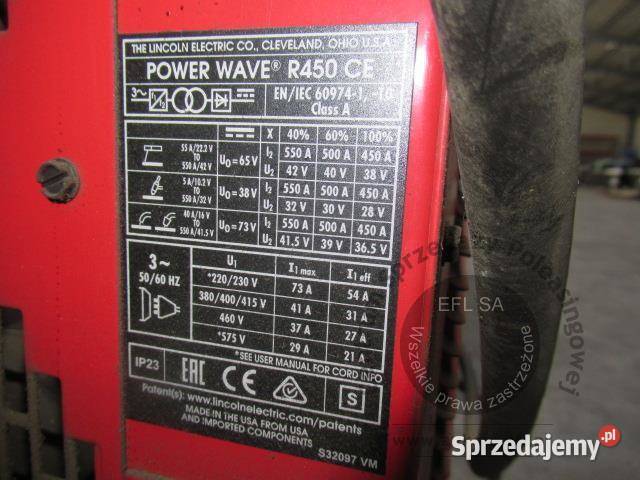 THE LINCOLN ELECTRIC CO., CLEVELAND, OHIO U.S.A.
POWER WAVE® R450 CE
3~ f1 f2
EN/IEC 60974-1, -10
Class A
X 40% 60% 100%
55 A/22.2 V TO 550 A/42 V U0=65 V I2 550 A 500 A 450 A
U2 42 V 40 V 38 V
5 A/10.2 V TO 550 A/32 V U0=38 V I2 550 A 500 A 450 A
U2 32 V 30 V 28 V
40 A/16 V TO 550 A/41.5 V U0=73 V I2 550 A 500 A 450 A
U2 41.5 V 39 V 36.5 V
3~
50/60 HZ
U1 I1 max I1 eff
*220/230 V 73 A 54 A
380/400/415 V 41 A 31 A
460 V 37 A 27 A
*575 V 29 A 21 A
*SEE USER MANUAL FOR CORD INFO
IP23 EAC CE S
Patent(s): www.lincolnelectric.com/patents
MADE IN THE USA FROM USA
AND IMPORTED COMPONENTS
S32097 VM
EFL SA
Wszelkie prawa zastrzeżone
Sprzedajemy.pl